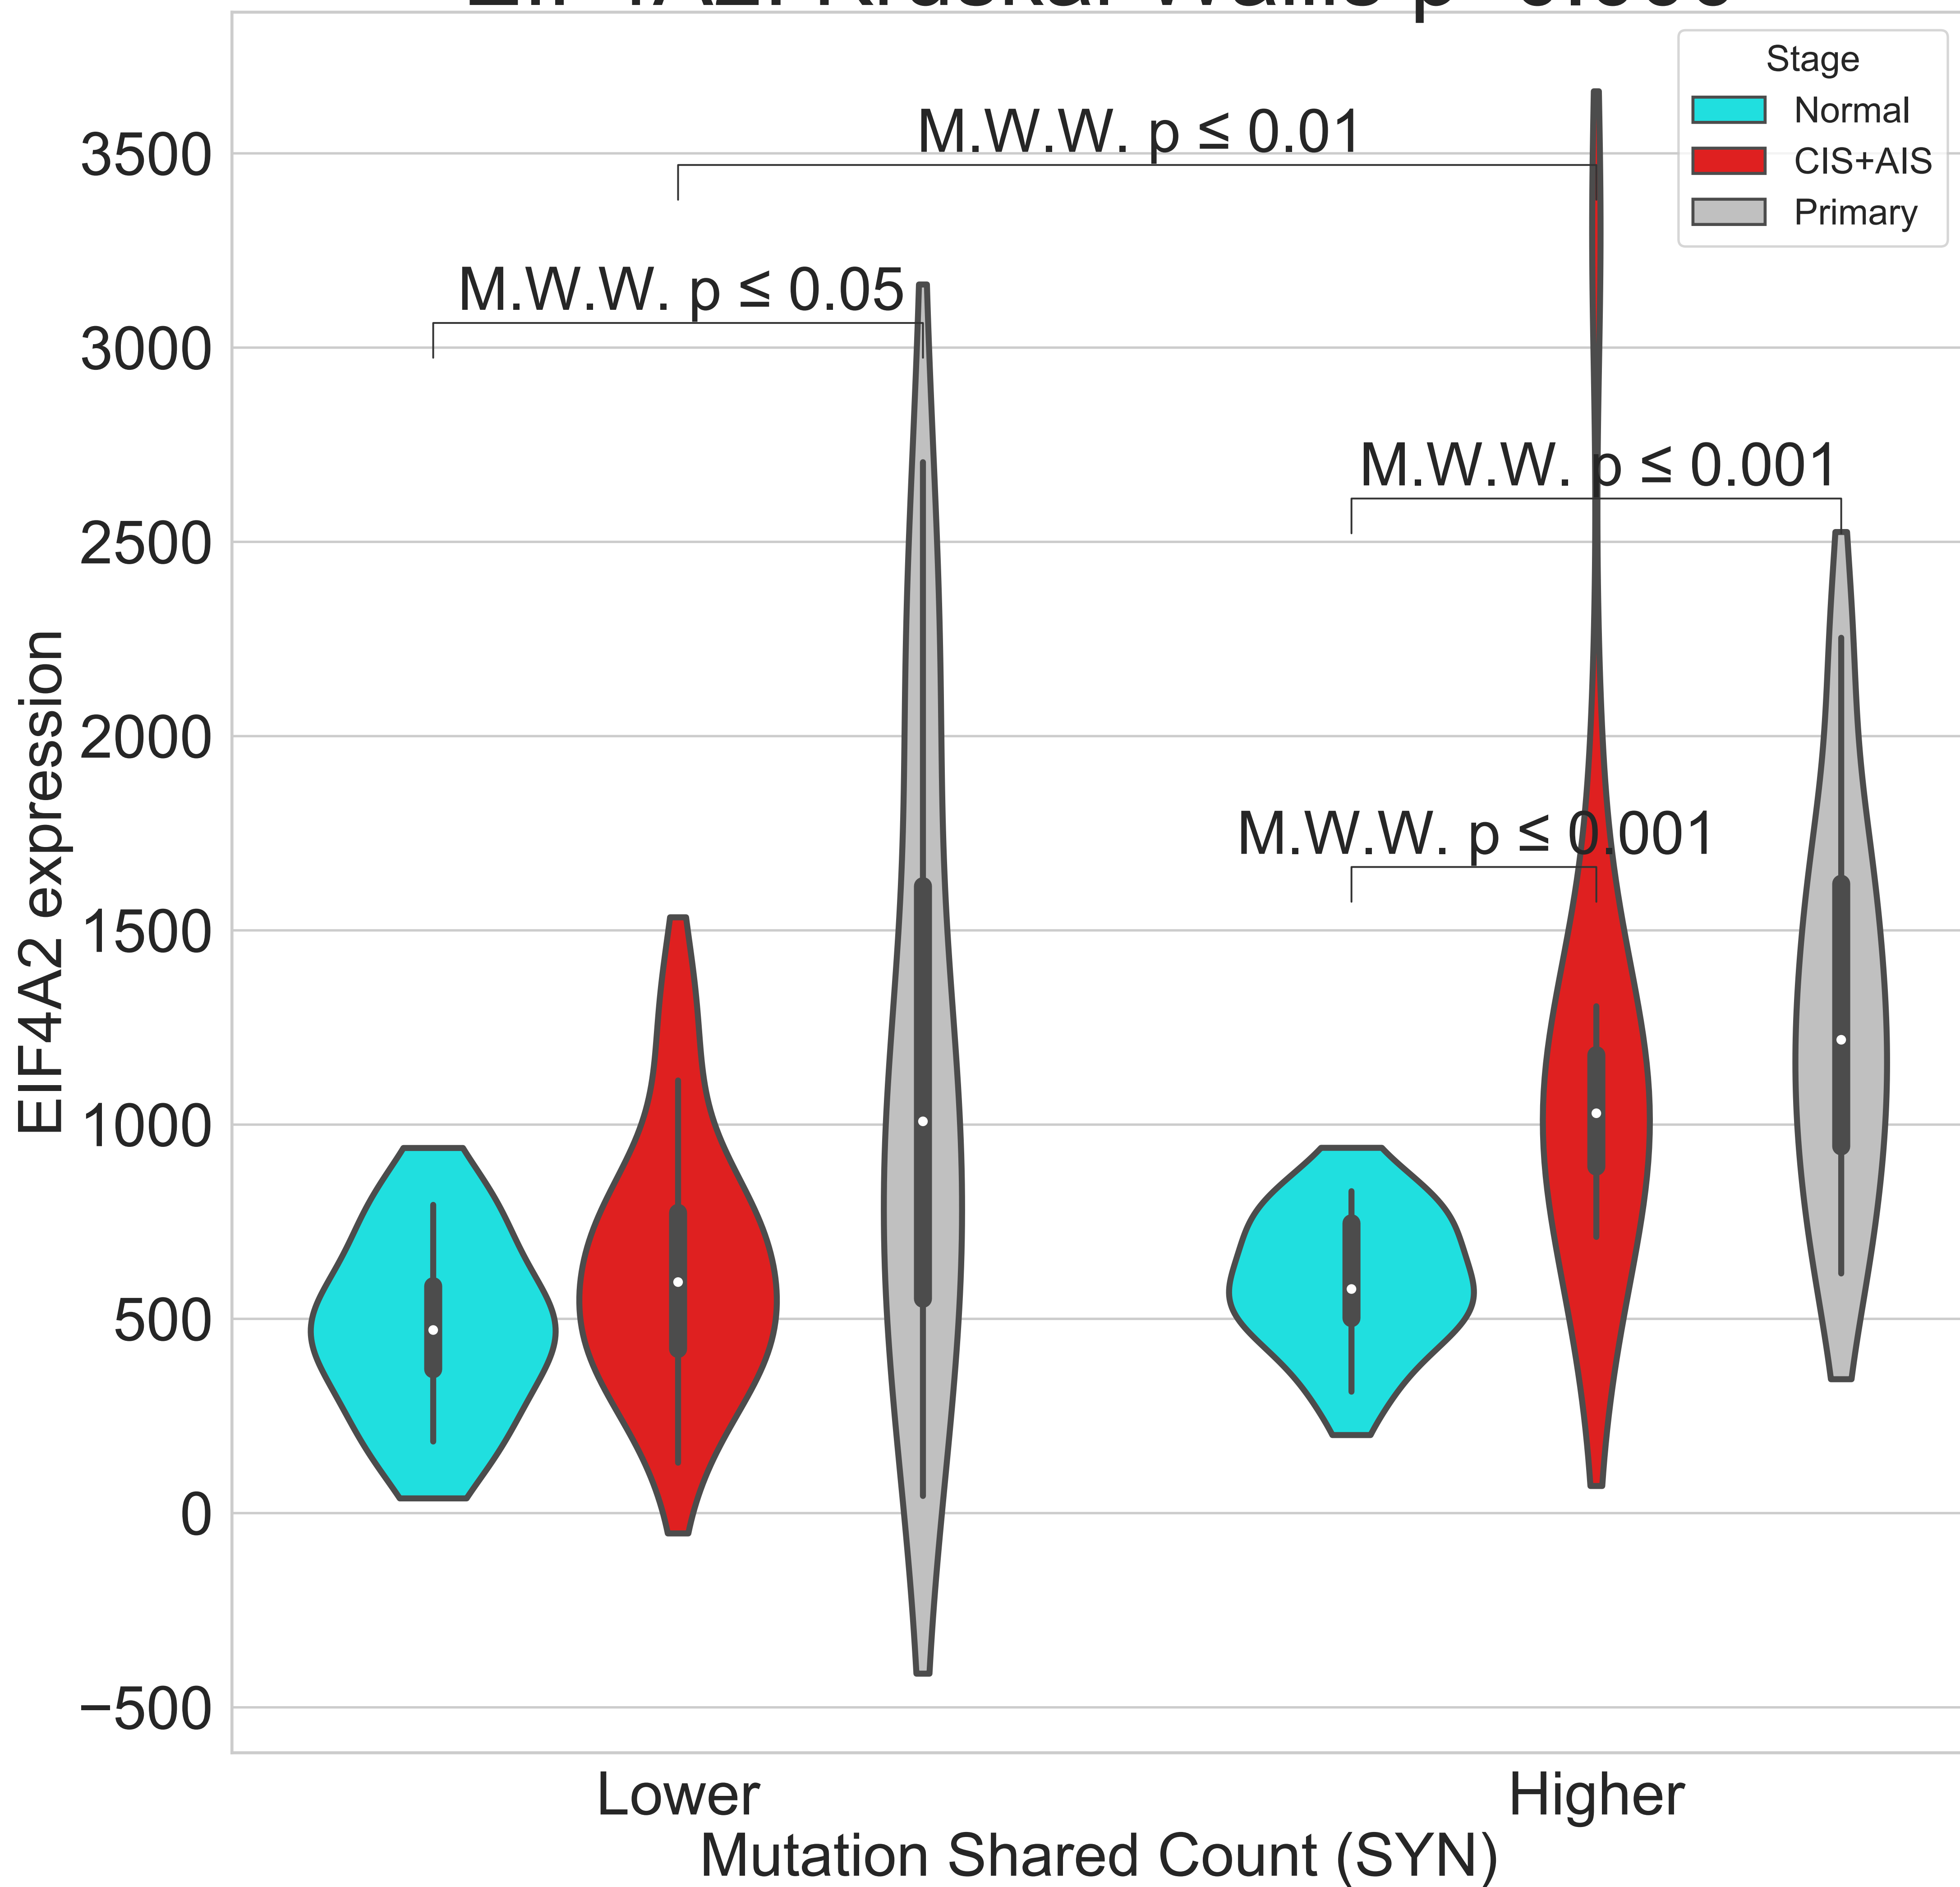 Stage
Normal
CIS+AIS
Primary
M.W.W. p ≤ 0.01
M.W.W. p ≤ 0.05
M.W.W. p ≤ 0.001
M.W.W. p ≤ 0.001
3500
3000
2500
2000
1500
1000
500
0
−500
EIF4A2 expression
Lower
Higher
Mutation Shared Count (SYN)